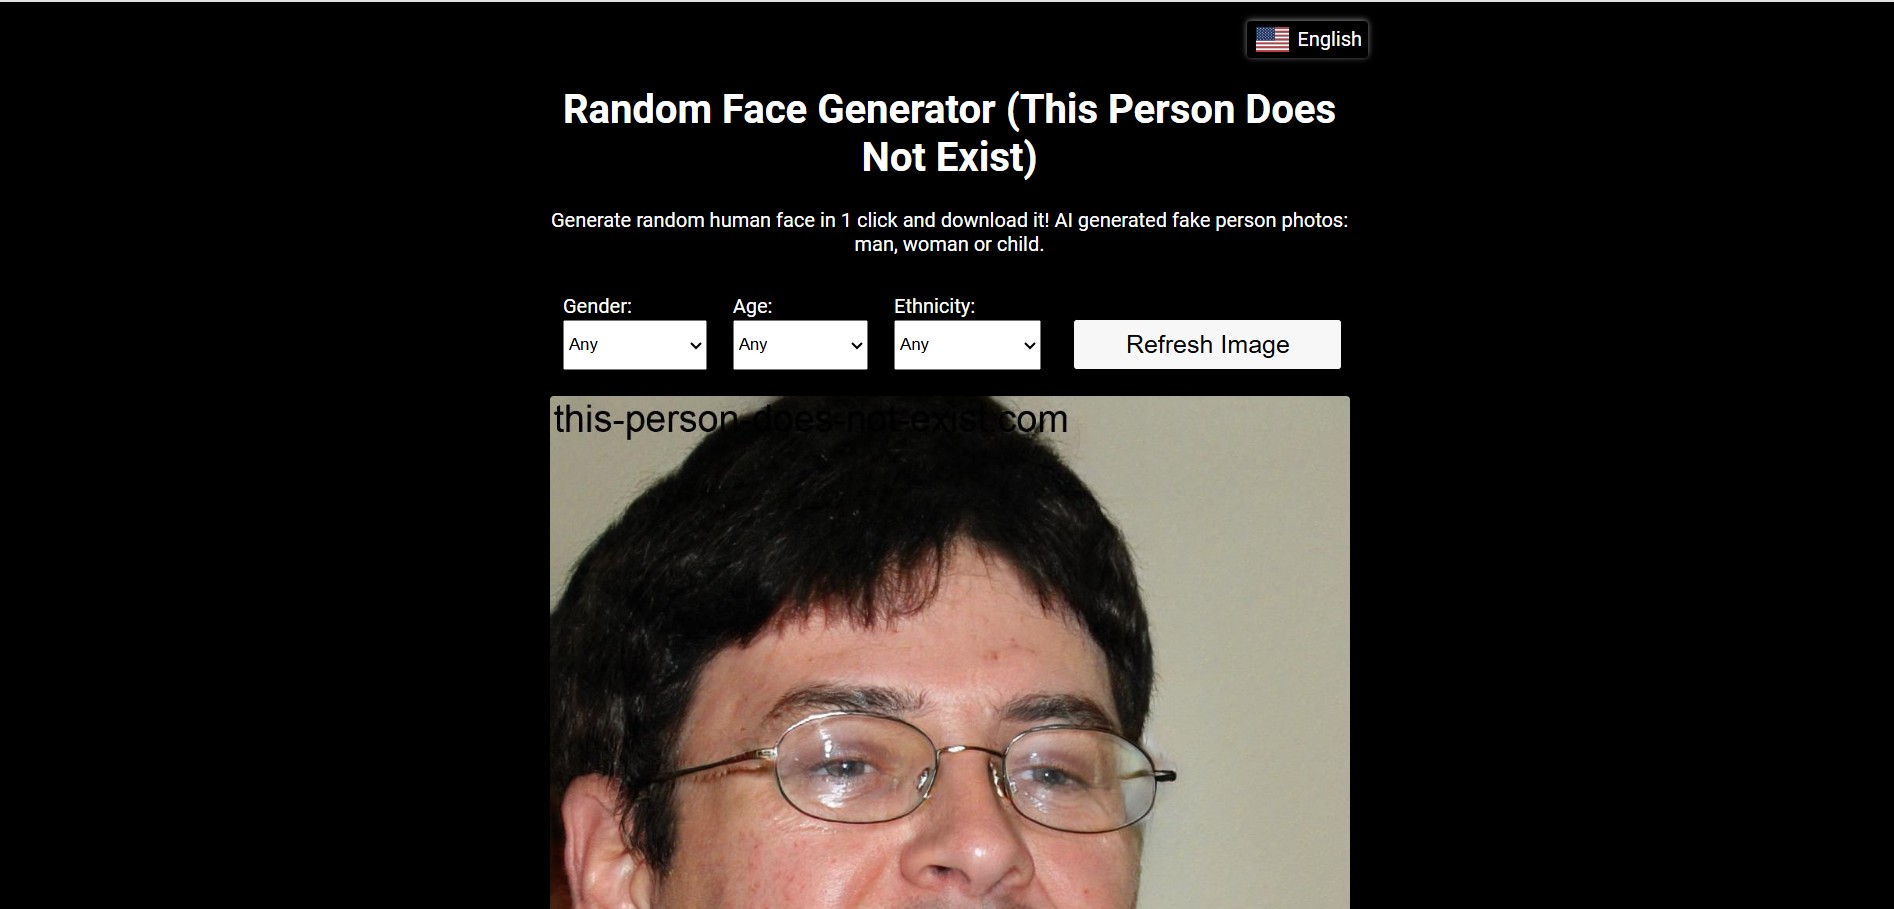 English
Random Face Generator (This Person Does
Not Exist)
Generate random human face in 1 click and download it! AI generated fake person photos:
man, woman or child.
Gender: Age: Ethnicity:
Any Any Any Refresh Image
this-person-does-not-exist.com